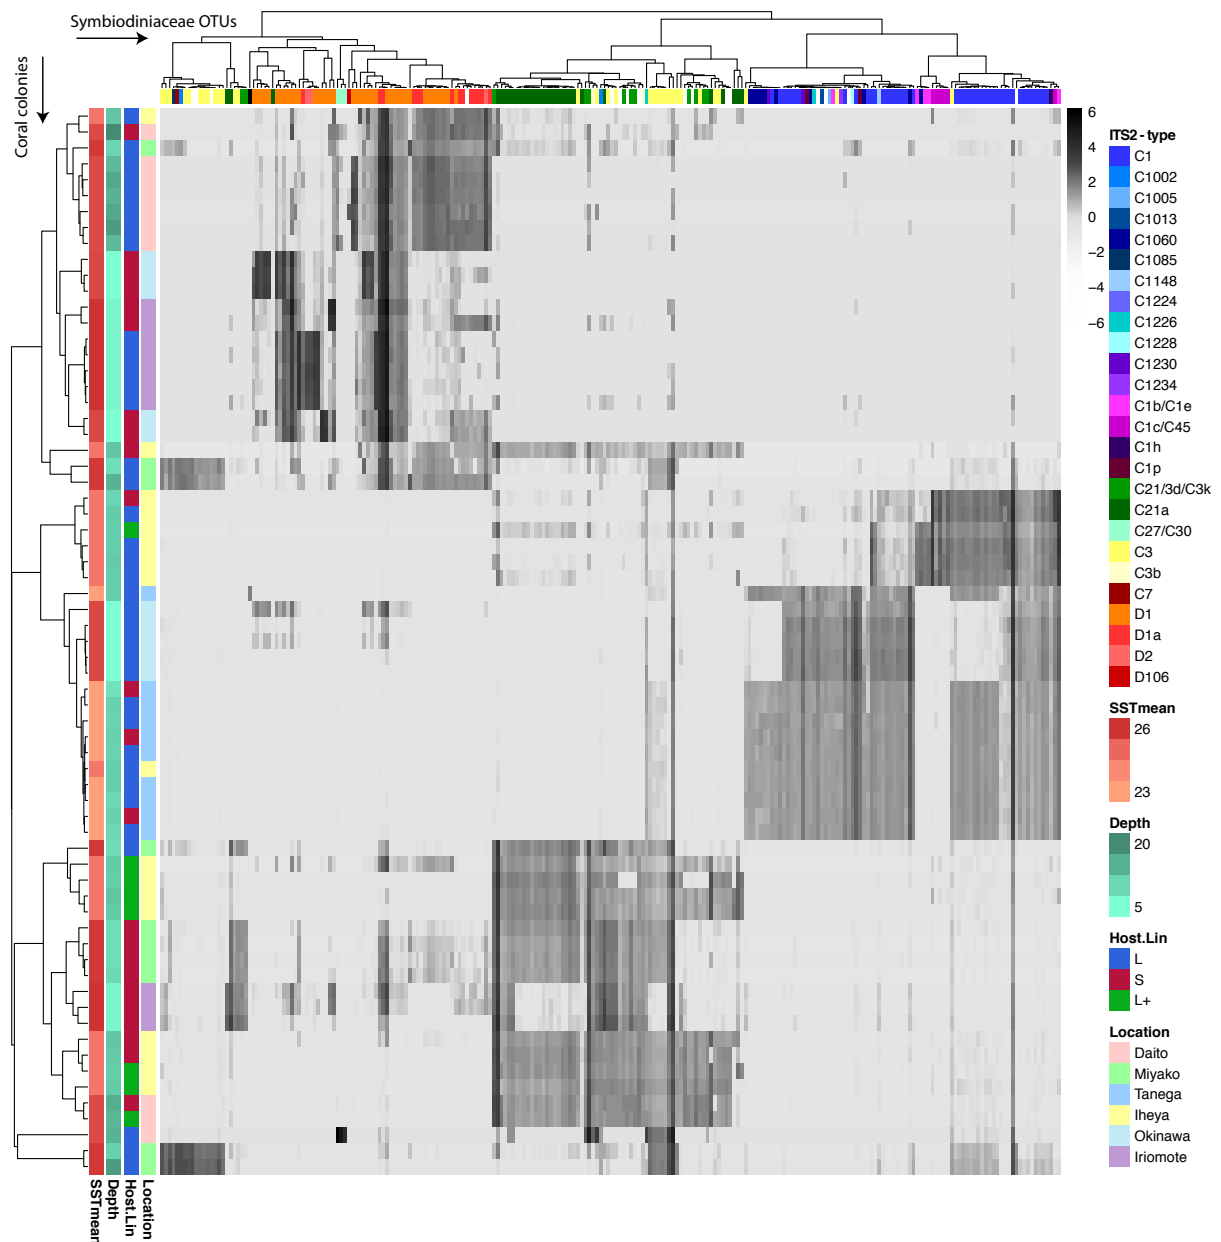 Symbiodiniaceae OTUs
Coral colonies
6
4
2
0
−2
−4
−6
ITS2 - type
C1
C1002
C1005
C1013
C1060
C1085
C1148
C1224
C1226
C1228
C1230
C1234
C1b/C1e
C1c/C45
C1h
C1p
C21/3d/C3k
C21a
C27/C30
C3
C3b
C7
D1
D1a
D2
D106
SSTmean
26
23
Depth
20
5
Host.Lin
L
S
L+
Location
Daito
Miyako
Tanega
Iheya
Okinawa
Iriomote
SSTmean
Depth
Host.Lin
Location